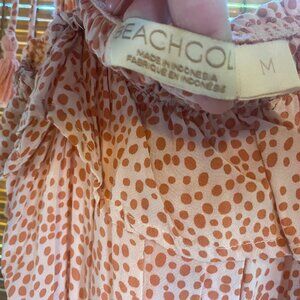 BEACHGOL
M
MADE IN INDONESIA
FABRIQUÉ EN INDONÉSIE